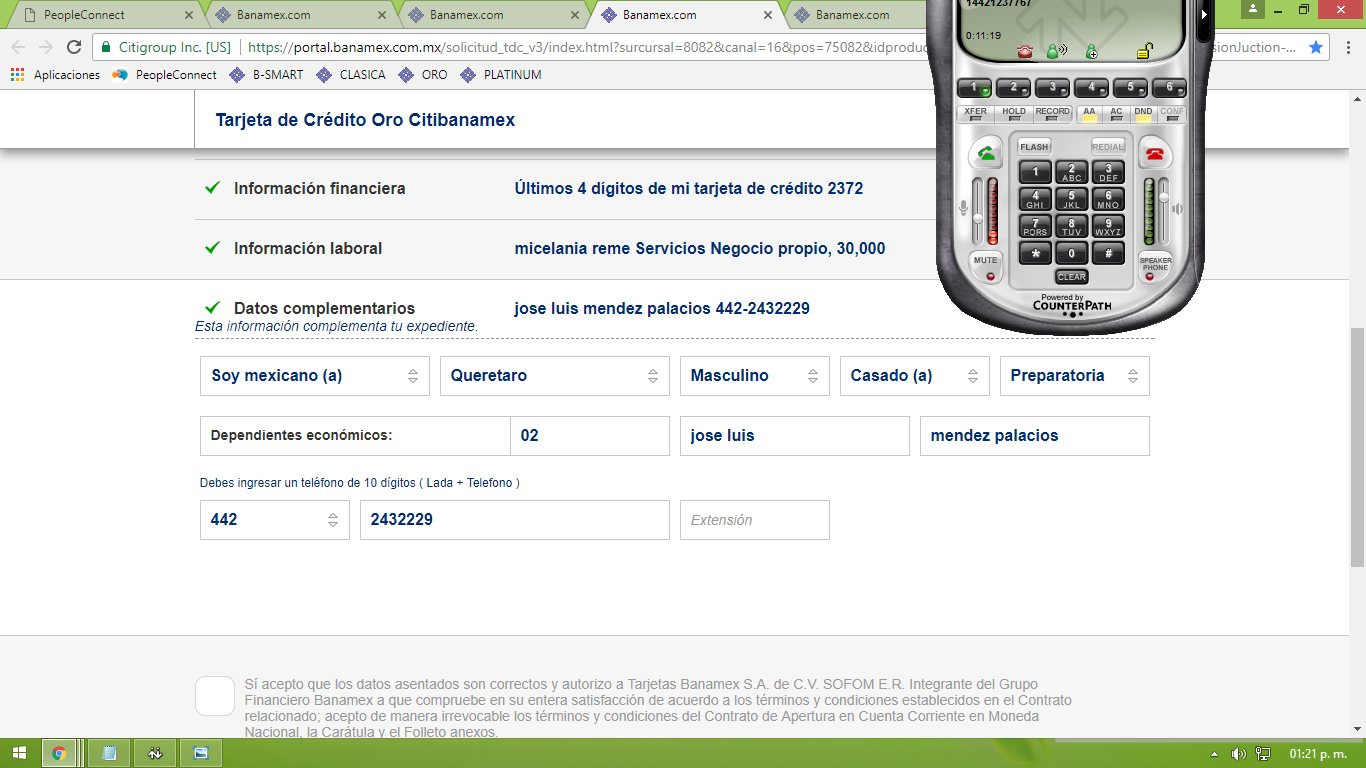 PeopleConnect
Banamex.com
Banamex.com
Banamex.com
Banamex.com
Citigroup Inc. [US]
https://portal.banamex.com.mx/solicitud_tdc_v3/index.html?surcursal=8082&canal=16&pss=75082&idproduc
sionJuction-...
Aplicaciones
PeopleConnect
B-SMART
CLASICA
ORO
PLATINUM
14421237767
0:11:19
1
2
3
4
5
6
XFER
HOLD
RECORD
AA
AC
DND
CONF
FLASH
REDIAL
1
2 ABC
3 DEF
4 GHI
5 JKL
6 MNO
7 PQRS
8 TUV
9 WXYZ
*
0
#
MUTE
SPEAKER PHONE
CLEAR
Powered by
COUNTERPATH
Tarjeta de Crédito Oro Citibanamex
Información financiera
Últimos 4 dígitos de mi tarjeta de crédito 2372
Información laboral
micelania reme Servicios Negocio propio, 30,000
Datos complementarios
jose luis mendez palacios 442-2432229
Esta información complementa tu expediente.
Soy mexicano (a)
Queretaro
Masculino
Casado (a)
Preparatoria
Dependientes económicos:
02
jose luis
mendez palacios
Debes ingresar un teléfono de 10 dígitos ( Lada + Telefono )
442
2432229
Extensión
Sí acepto que los datos asentados son correctos y autorizo a Tarjetas Banamex S.A. de C.V. SOFOM E.R. Integrante del Grupo
Financiero Banamex a que compruebe en su entera satisfacción de acuerdo a los términos y condiciones establecidos en el Contrato
relacionado; acepto de manera irrevocable los términos y condiciones del Contrato de Apertura en Cuenta Corriente en Moneda
Nacional, la Carátula y el Folleto anexos.
01:21 p. m.